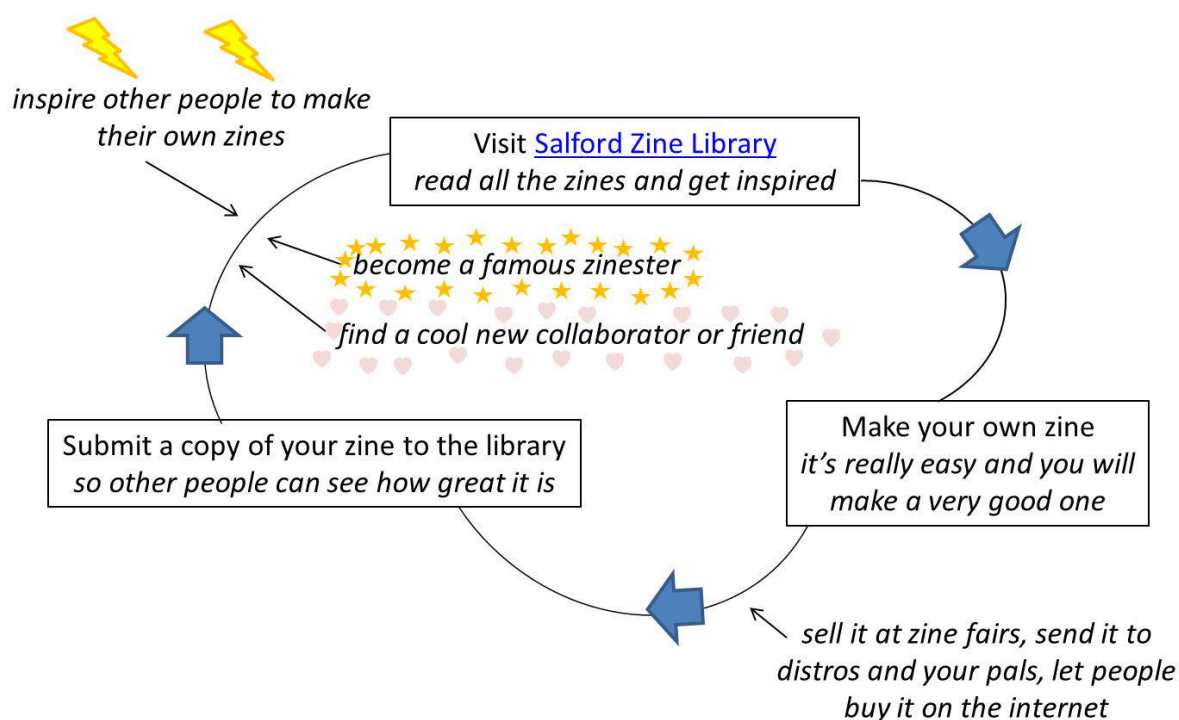 inspire other people to make
their own zines
Visit Salford Zine Library
read all the zines and get inspired
become a famous zinester
find a cool new collaborator or friend
Submit a copy of your zine to the library
so other people can see how great it is
Make your own zine
it’s really easy and you will
make a very good one
sell it at zine fairs, send it to
distros and your pals, let people
buy it on the internet